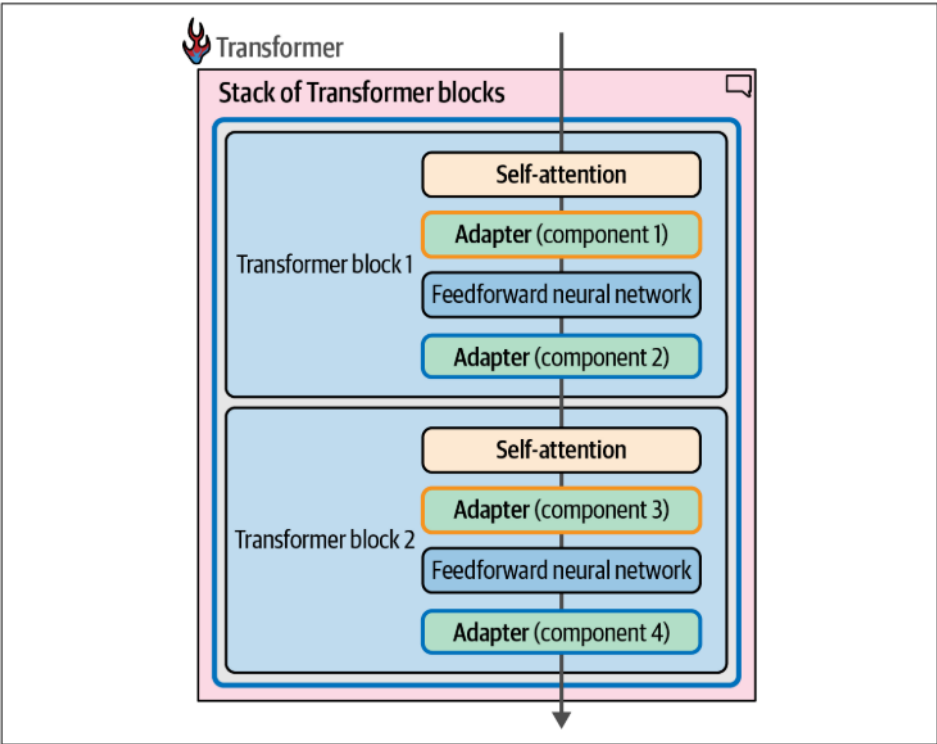 Transformer
Stack of Transformer blocks
Transformer block 1
Self-attention
Adapter (component 1)
Feedforward neural network
Adapter (component 2)
Transformer block 2
Self-attention
Adapter (component 3)
Feedforward neural network
Adapter (component 4)